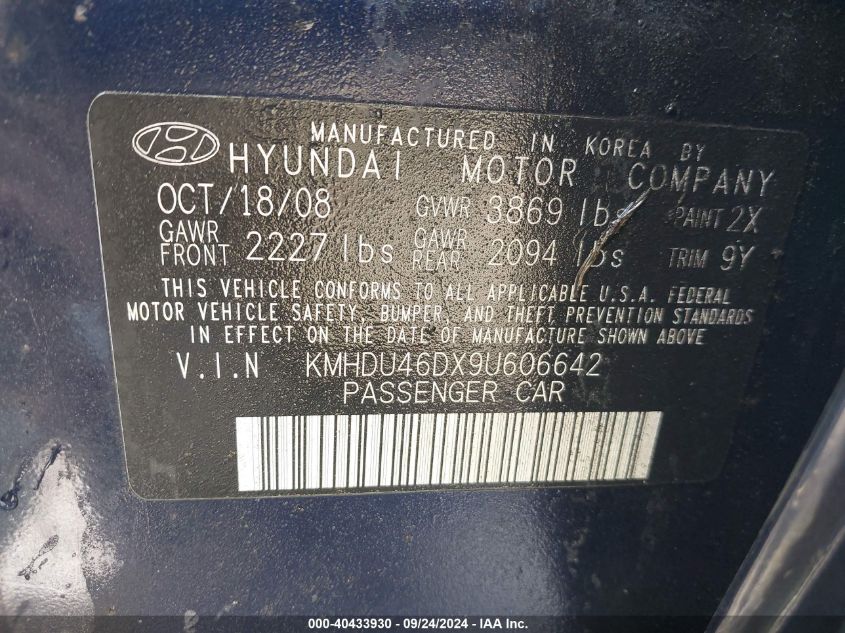 MANUFACTURED IN KOREA BY
HYUNDAI MOTOR COMPANY
OCT/18/08 GVWR 3869 lbs PAINT 2X
GAWR FRONT 2227 lbs GAWR REAR 2094 lbs TRIM 9Y
THIS VEHICLE CONFORMS TO ALL APPLICABLE U.S.A. FEDERAL
MOTOR VEHICLE SAFETY, BUMPER, AND THEFT PREVENTION STANDARDS
IN EFFECT ON THE DATE OF MANUFACTURE SHOWN ABOVE
V.I.N KMHDU46DX9U606642
PASSENGER CAR
000-40433930 - 09/24/2024 - IAA Inc.